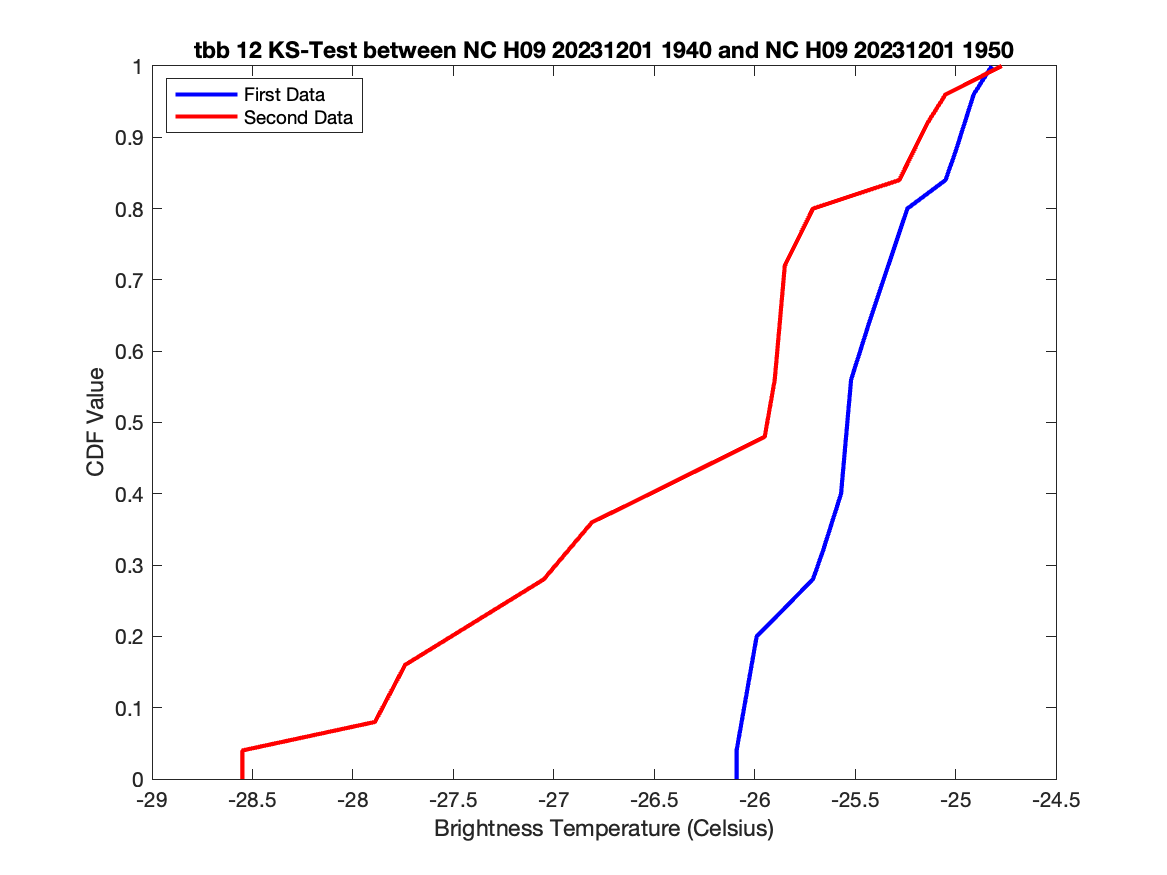 tbb 12 KS-Test between NC H09 20231201 1940 and NC H09 20231201 1950
First Data
Second Data
1
0.9
0.8
0.7
0.6
0.5
0.4
0.3
0.2
0.1
0
CDF Value
-29 -28.5 -28 -27.5 -27 -26.5 -26 -25.5 -25 -24.5
Brightness Temperature (Celsius)